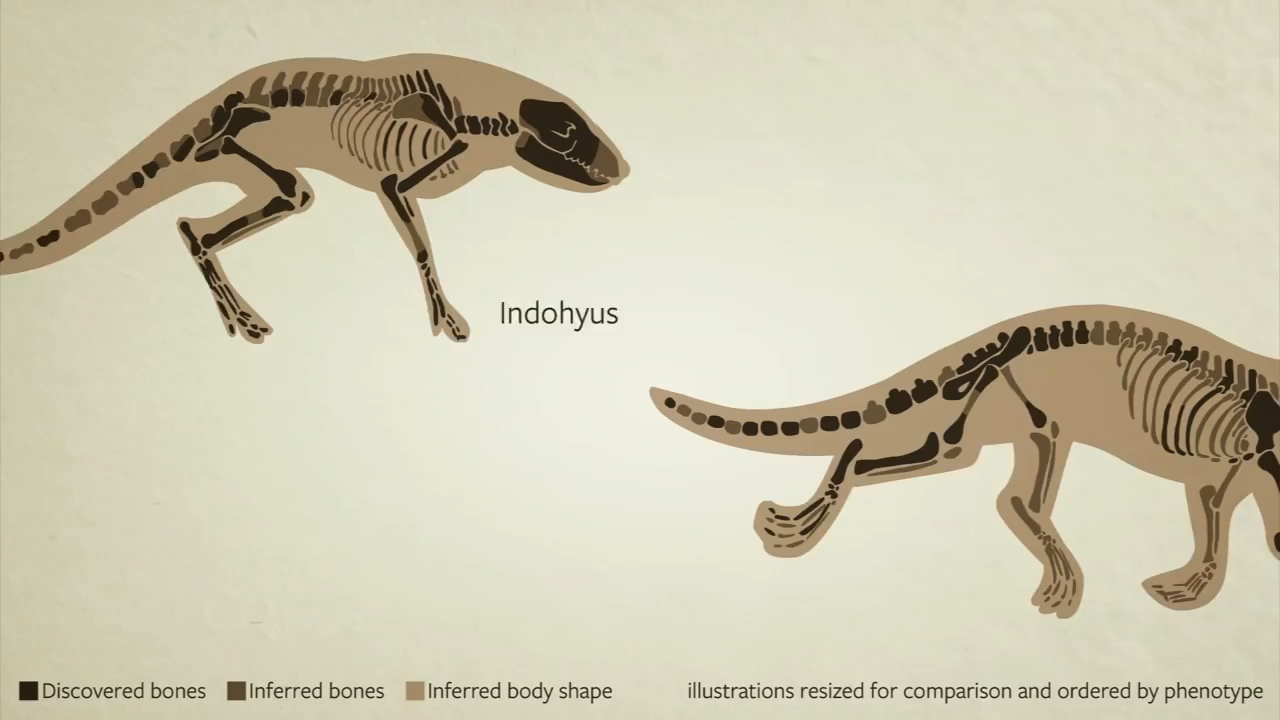 Indohyus
Discovered bones
Inferred bones
Inferred body shape
illustrations resized for comparison and ordered by phenotype